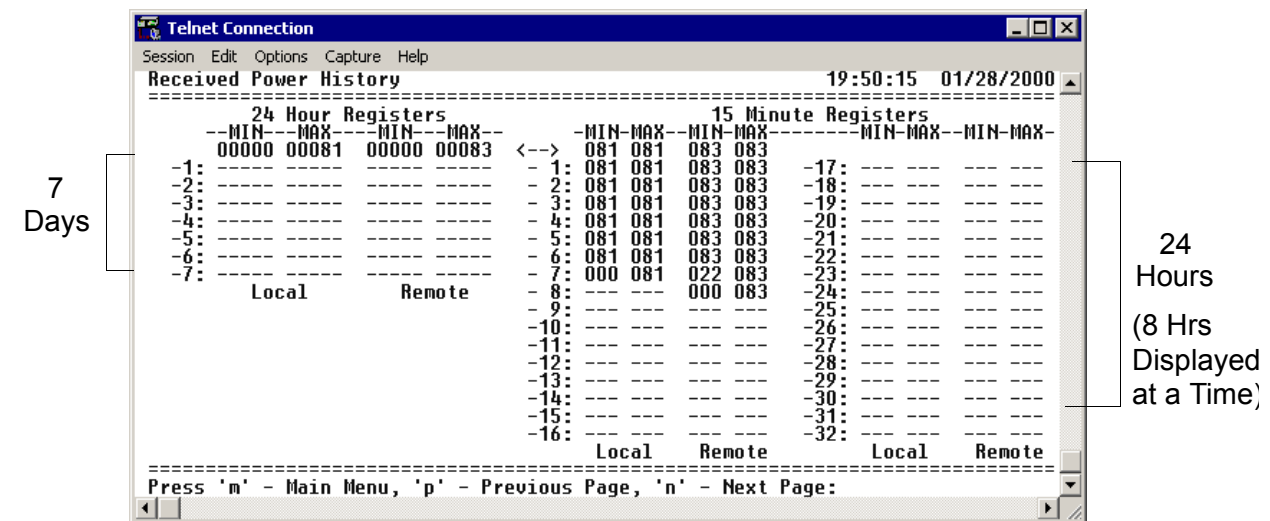 Telnet Connection
Session Edit Options Capture Help
Received Power History 19:50:15 01/28/2000
==============================================================================
24 Hour Registers 15 Minute Registers
--MIN---MAX----MIN---MAX-- -MIN-MAX--MIN-MAX--------MIN-MAX--MIN-MAX-
00000 00081 00000 00083 <--> 081 081 083 083
-1: ----- ----- ----- ----- - 1: 081 081 083 083 -17: --- --- --- ---
-2: ----- ----- ----- ----- - 2: 081 081 083 083 -18: --- --- --- ---
-3: ----- ----- ----- ----- - 3: 081 081 083 083 -19: --- --- --- ---
-4: ----- ----- ----- ----- - 4: 081 081 083 083 -20: --- --- --- ---
-5: ----- ----- ----- ----- - 5: 081 081 083 083 -21: --- --- --- ---
-6: ----- ----- ----- ----- - 6: 081 081 083 083 -22: --- --- --- ---
-7: ----- ----- ----- ----- - 7: 000 081 022 083 -23: --- --- --- ---
Local Remote - 8: --- --- 000 083 -24: --- --- --- ---
- 9: --- --- --- --- -25: --- --- --- ---
-10: --- --- --- --- -26: --- --- --- ---
-11: --- --- --- --- -27: --- --- --- ---
-12: --- --- --- --- -28: --- --- --- ---
-13: --- --- --- --- -29: --- --- --- ---
-14: --- --- --- --- -30: --- --- --- ---
-15: --- --- --- --- -31: --- --- --- ---
-16: --- --- --- --- -32: --- --- --- ---
Local Remote Local Remote
==============================================================================
Press 'm' - Main Menu, 'p' - Previous Page, 'n' - Next Page:
7
Days
24
Hours
(8 Hrs
Displayed
at a Time)